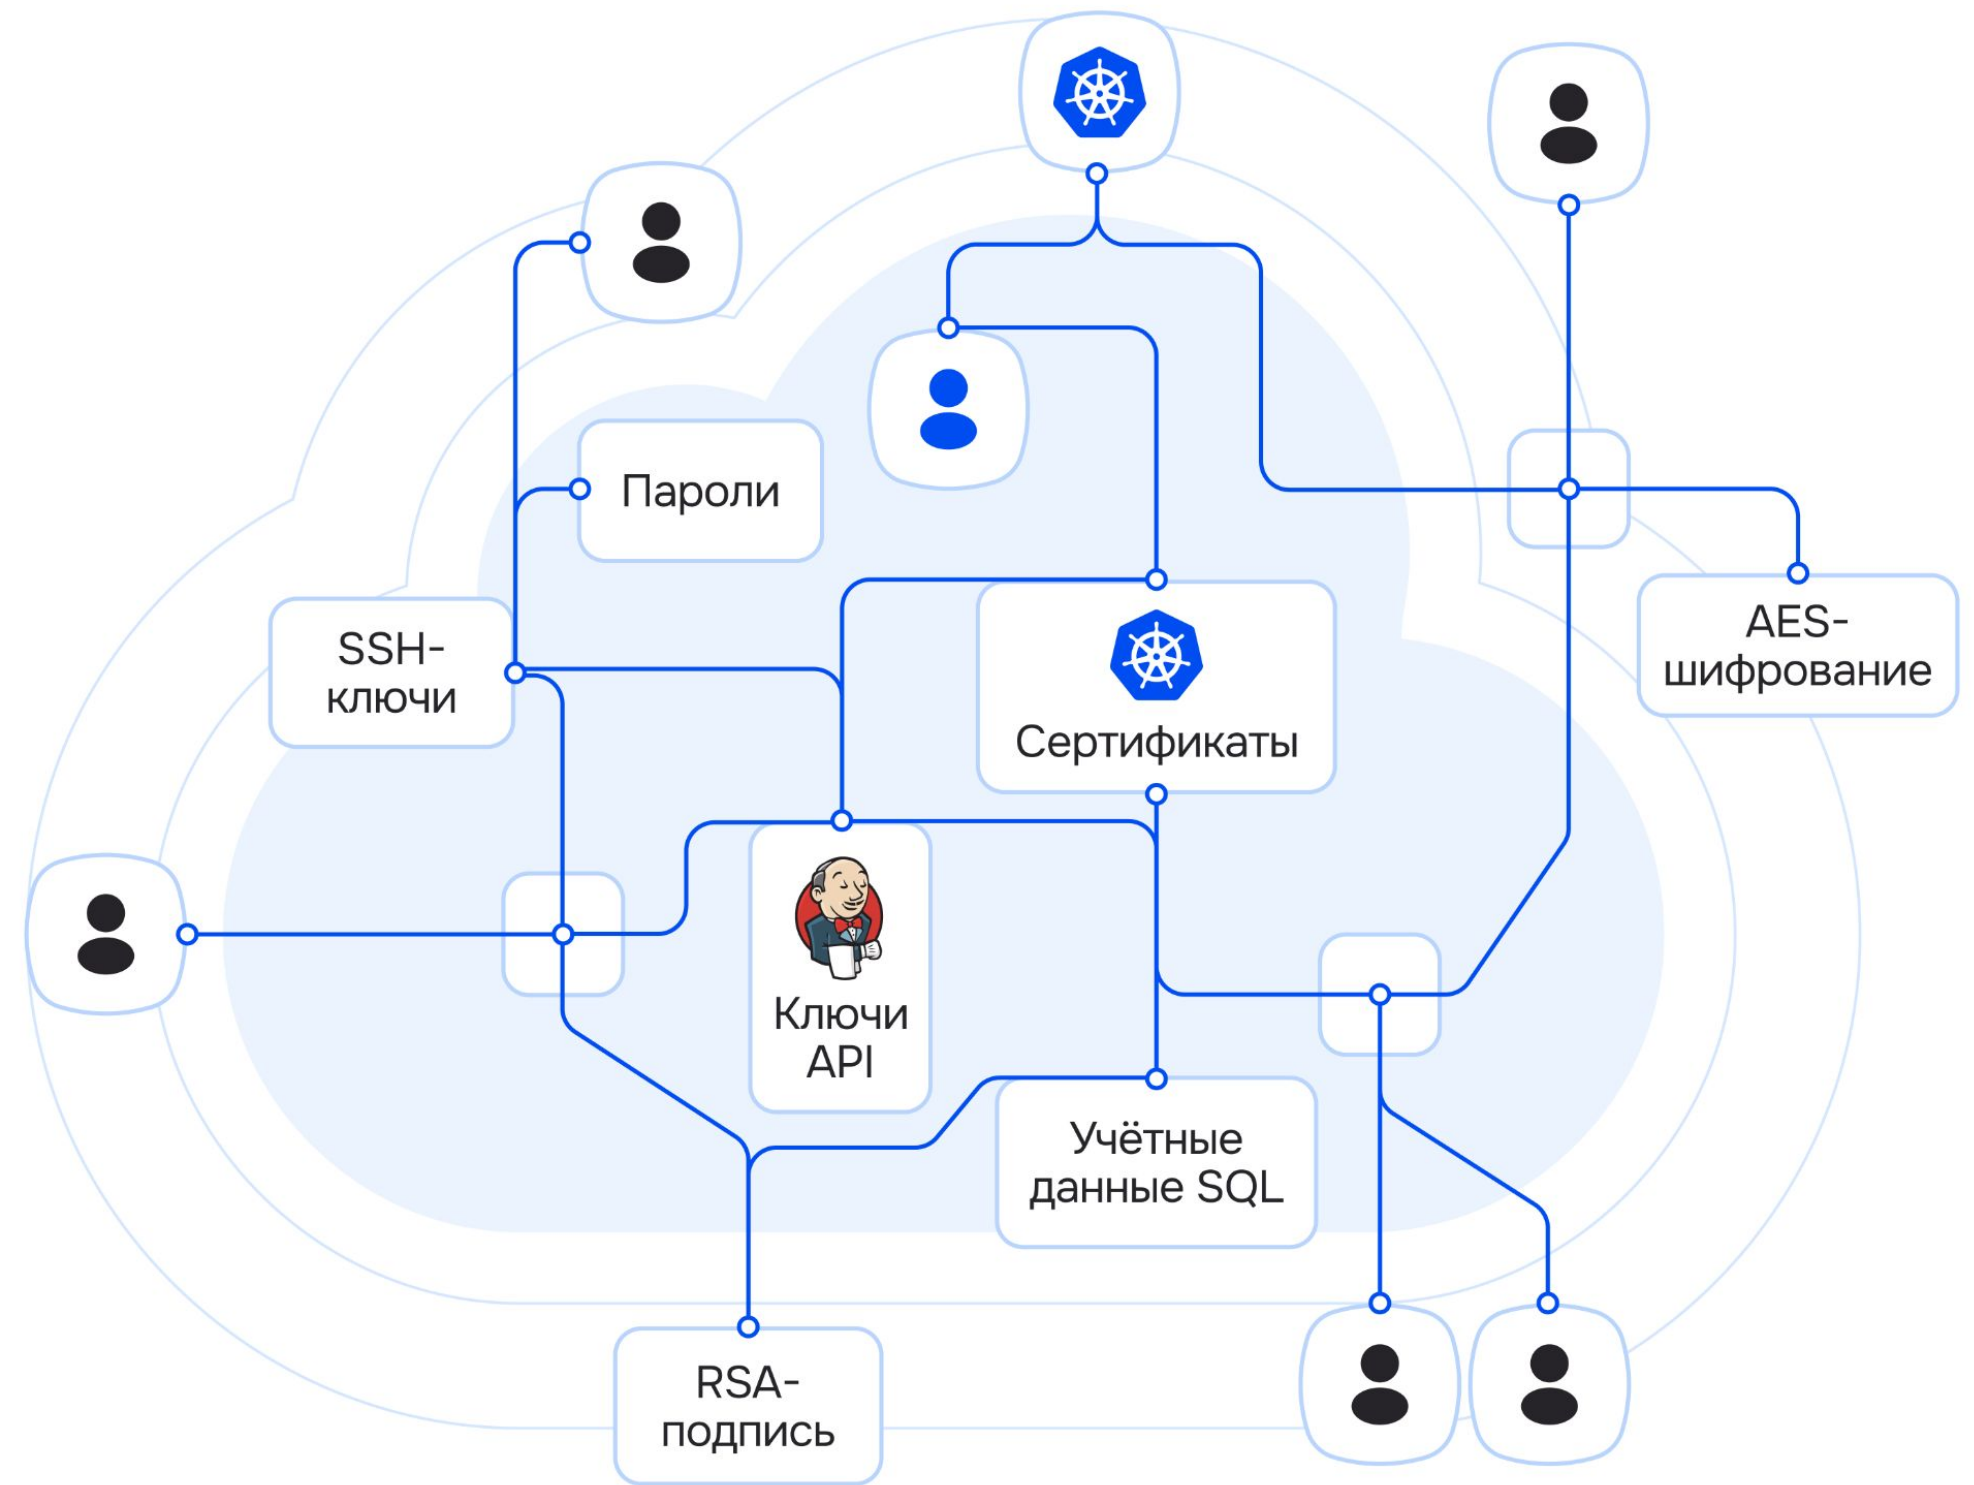 Пароли
SSH-
ключи
AES-
шифрование
Сертификаты
Ключи
API
Учётные
данные SQL
RSA-
подпись